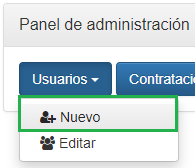 Panel de administración
Usuarios
Nuevo
Editar